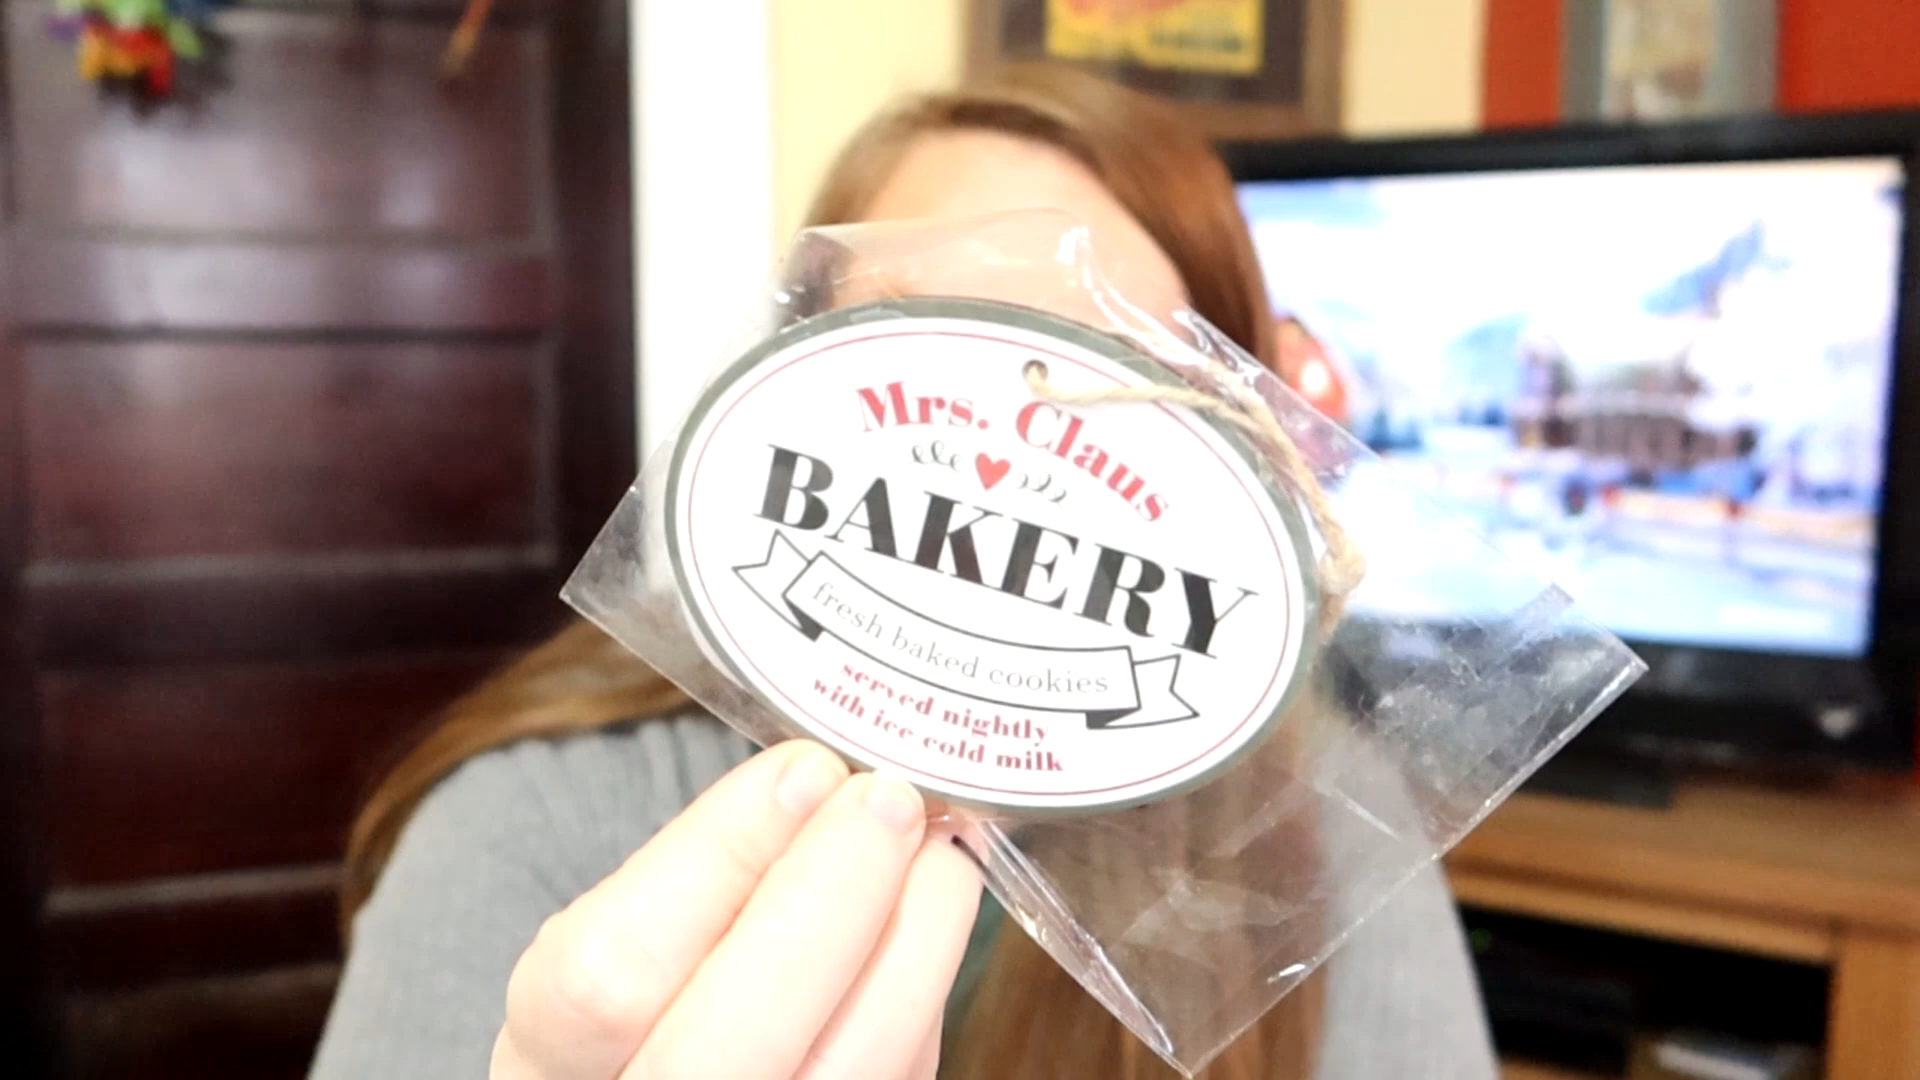 Mrs. Claus
BAKERY
fresh baked cookies
served nightly
with ice cold milk